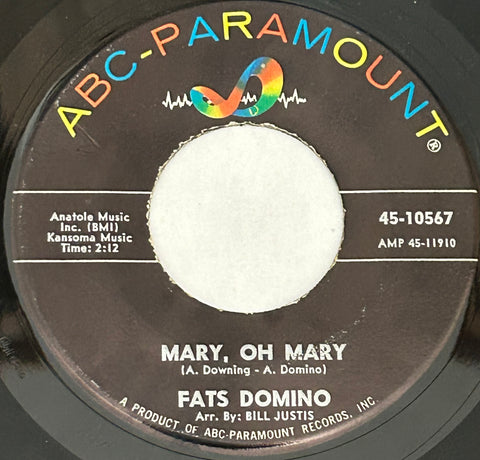 ABC-PARAMOUNT®
Anatole Music
Inc. (BMI)
Kansoma Music
Time: 2:12
45-10567
AMP 45-11910
MARY, OH MARY
(A. Downing - A. Domino)
FATS DOMINO
Arr. By: BILL JUSTIS
A PRODUCT OF ABC-PARAMOUNT RECORDS, INC.